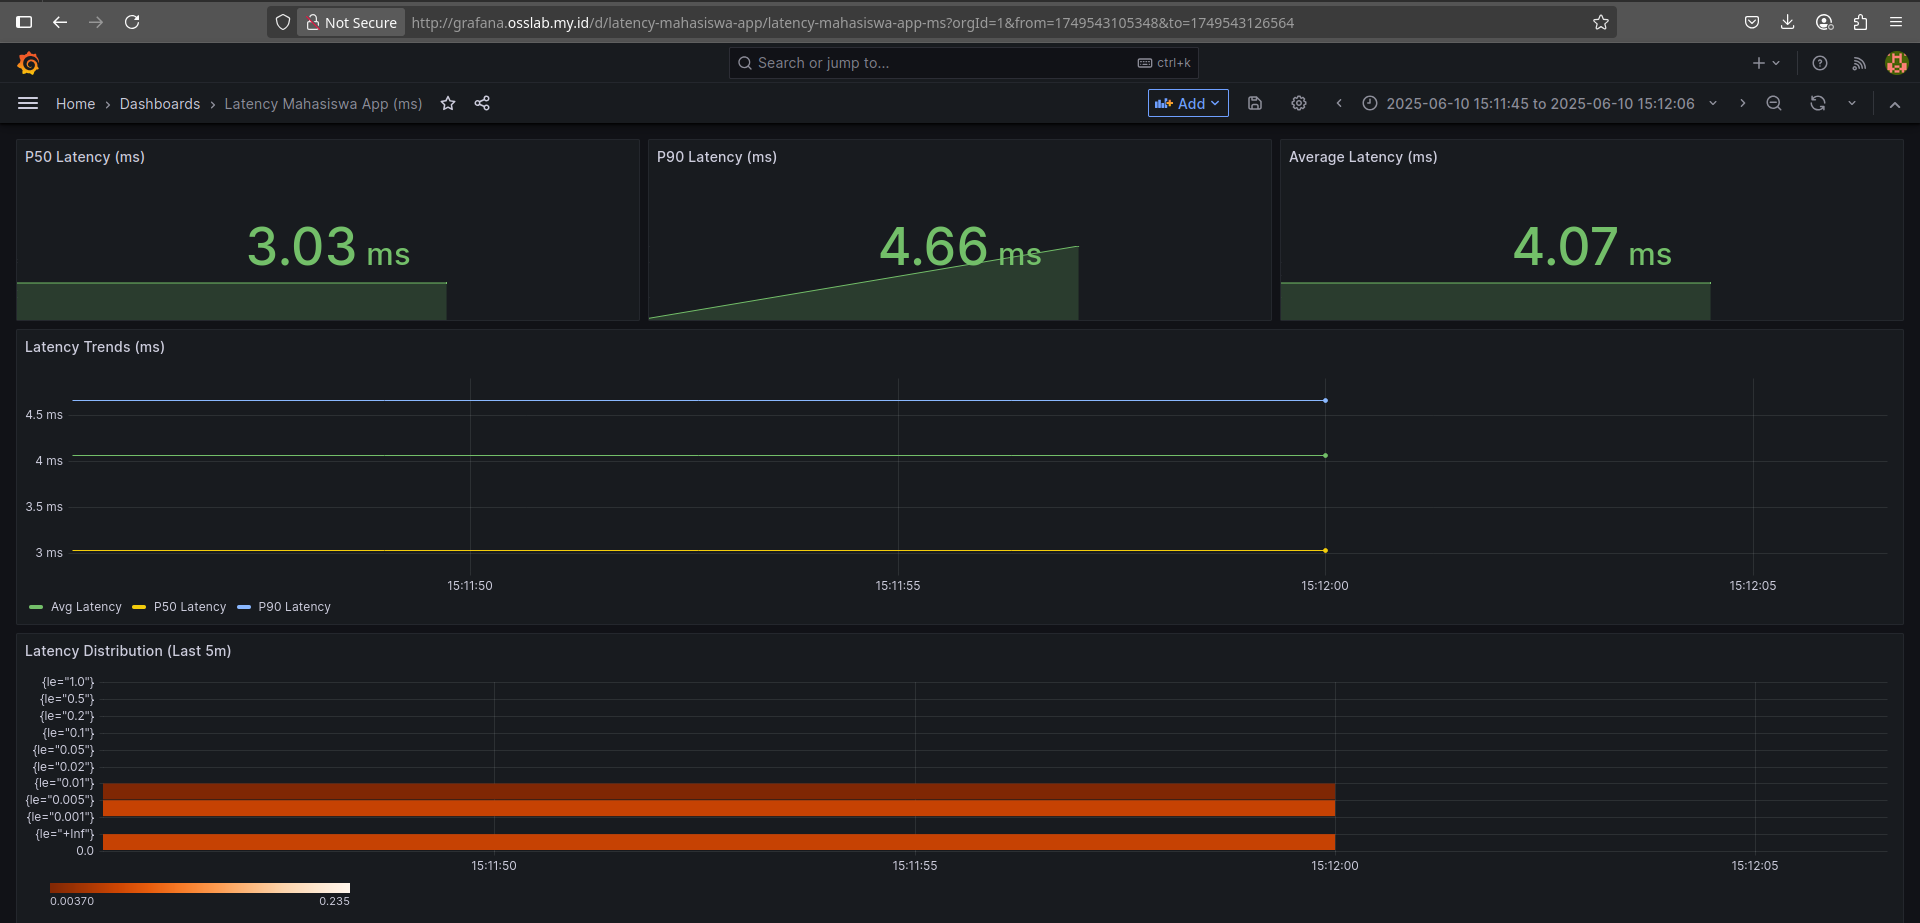 Not Secure
http://grafana.osslab.my.id/d/latency-mahasiswa-app/latency-mahasiswa-app-ms?orgId=1&from=1749543105348&to=1749543126564
Search or jump to...
ctrl+k
Home › Dashboards › Latency Mahasiswa App (ms)
Add
2025-06-10 15:11:45 to 2025-06-10 15:12:06
P50 Latency (ms)
3.03 ms
P90 Latency (ms)
4.66 ms
Average Latency (ms)
4.07 ms
Latency Trends (ms)
4.5 ms
4 ms
3.5 ms
3 ms
15:11:50 15:11:55 15:12:00 15:12:05
Avg Latency P50 Latency P90 Latency
Latency Distribution (Last 5m)
{le="1.0"}
{le="0.5"}
{le="0.2"}
{le="0.1"}
{le="0.05"}
{le="0.02"}
{le="0.01"}
{le="0.005"}
{le="0.001"}
{le="+Inf"}
0.0
15:11:50 15:11:55 15:12:00 15:12:05
0.00370 0.235